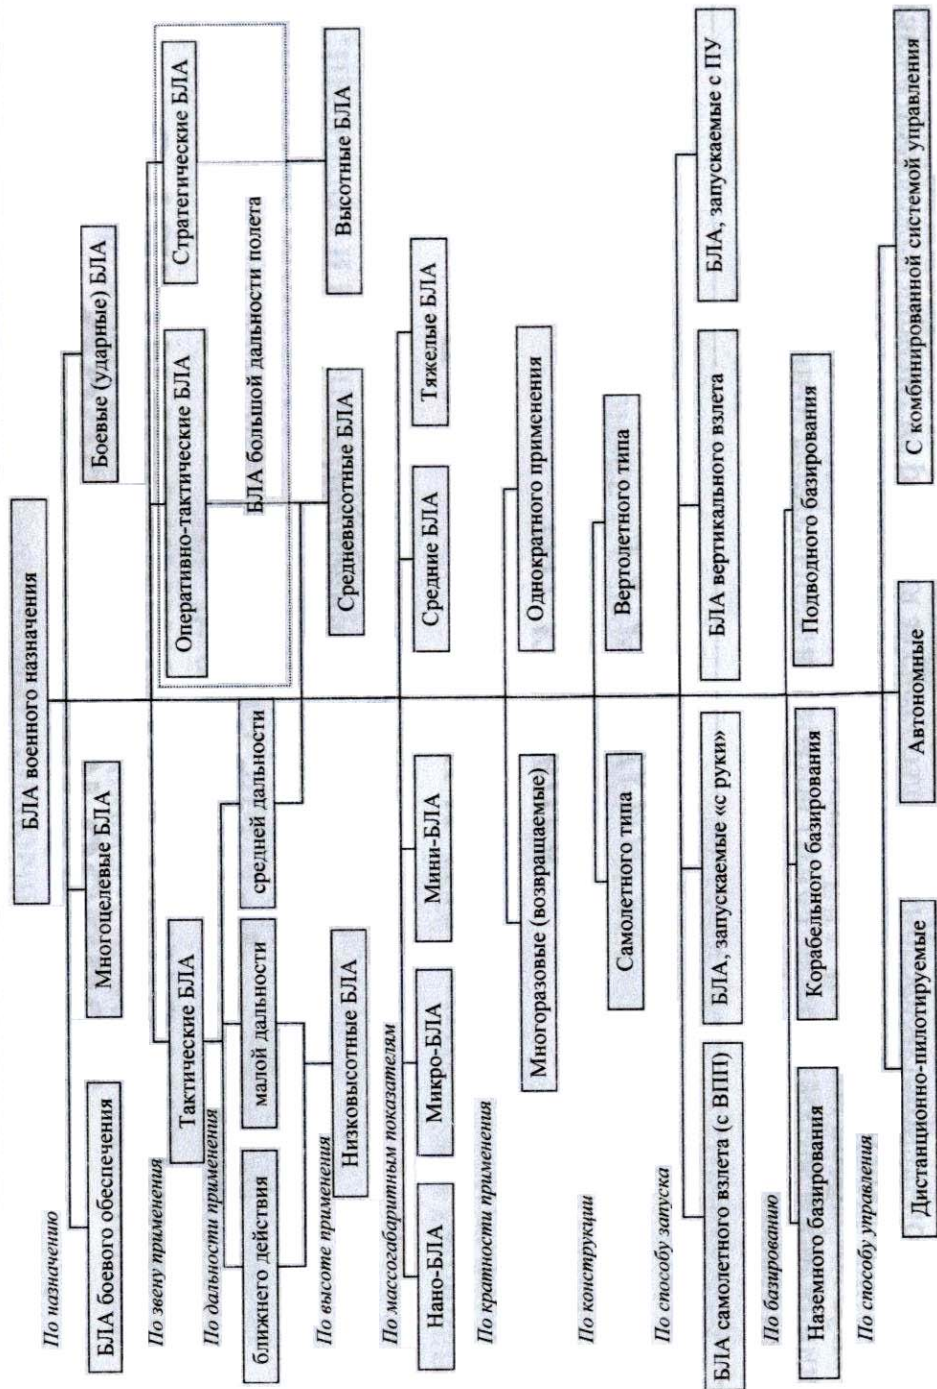 БЛА военного назначения
По назначению
БЛА боевого обеспечения
Многоцелевые БЛА
Боевые (ударные) БЛА
По звену применения
Тактические БЛА
Оперативно-тактические БЛА
Стратегические БЛА
По дальности применения
ближнего действия
малой дальности
средней дальности
БЛА большой дальности полета
По высоте применения
Низковысотные БЛА
Средневысотные БЛА
Высотные БЛА
По массогабаритным показателям
Нано-БЛА
Микро-БЛА
Мини-БЛА
Средние БЛА
Тяжелые БЛА
По кратности применения
Многоразовые (возвращаемые)
Однократного применения
По конструкции
Самолетного типа
Вертолетного типа
По способу запуска
БЛА самолетного взлета (с ВПП)
БЛА, запускаемые «с руки»
БЛА вертикального взлета
БЛА, запускаемые с ПУ
По базированию
Наземного базирования
Корабельного базирования
Подводного базирования
По способу управления
Дистанционно-пилотируемые
Автономные
С комбинированной системой управления